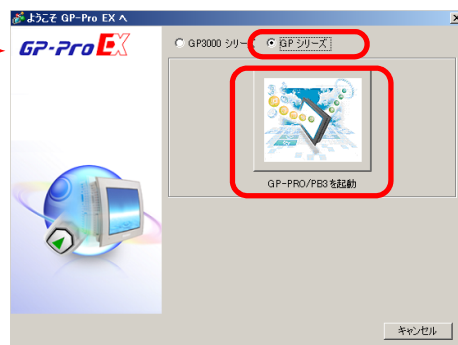 ようこそ GP-Pro EX へ
GP-Pro EX
GP3000 シリーズ
GP シリーズ
GP-PRO/PB3 を起動
キャンセル